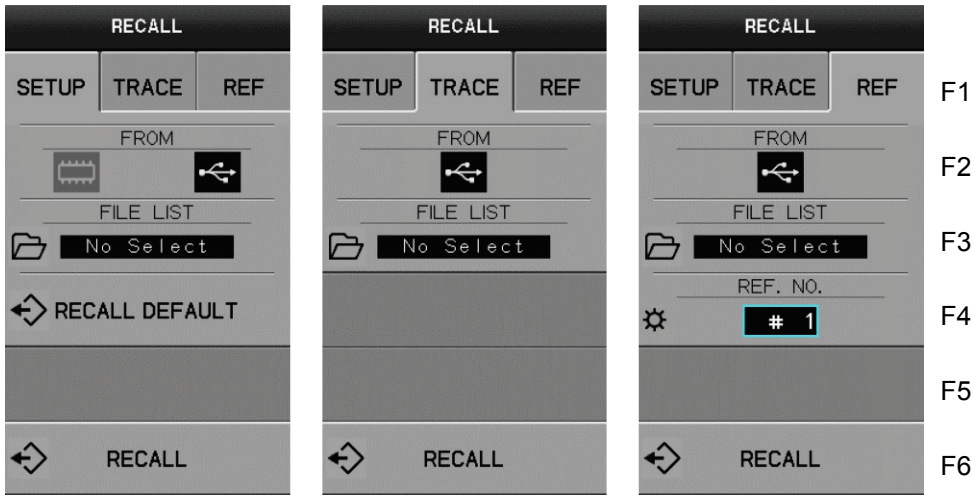 RECALL
SETUP TRACE REF
FROM
FILE LIST
No Select
RECALL DEFAULT
RECALL
RECALL
SETUP TRACE REF
FROM
FILE LIST
No Select
RECALL
RECALL
SETUP TRACE REF
FROM
FILE LIST
No Select
REF. NO.
# 1
RECALL
F1
F2
F3
F4
F5
F6